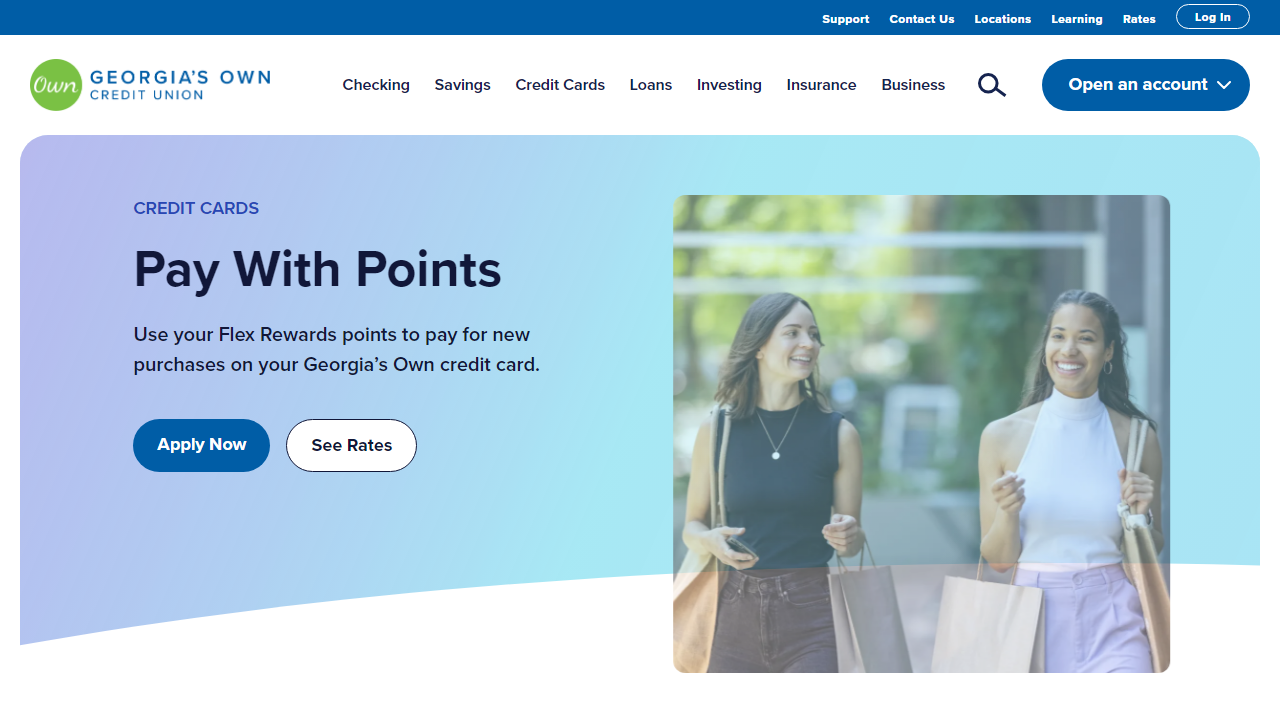 Support Contact Us Locations Learning Rates Log In
Own GEORGIA'S OWN
CREDIT UNION
Checking Savings Credit Cards Loans Investing Insurance Business Open an account
CREDIT CARDS
Pay With Points
Use your Flex Rewards points to pay for new
purchases on your Georgia’s Own credit card.
Apply Now See Rates